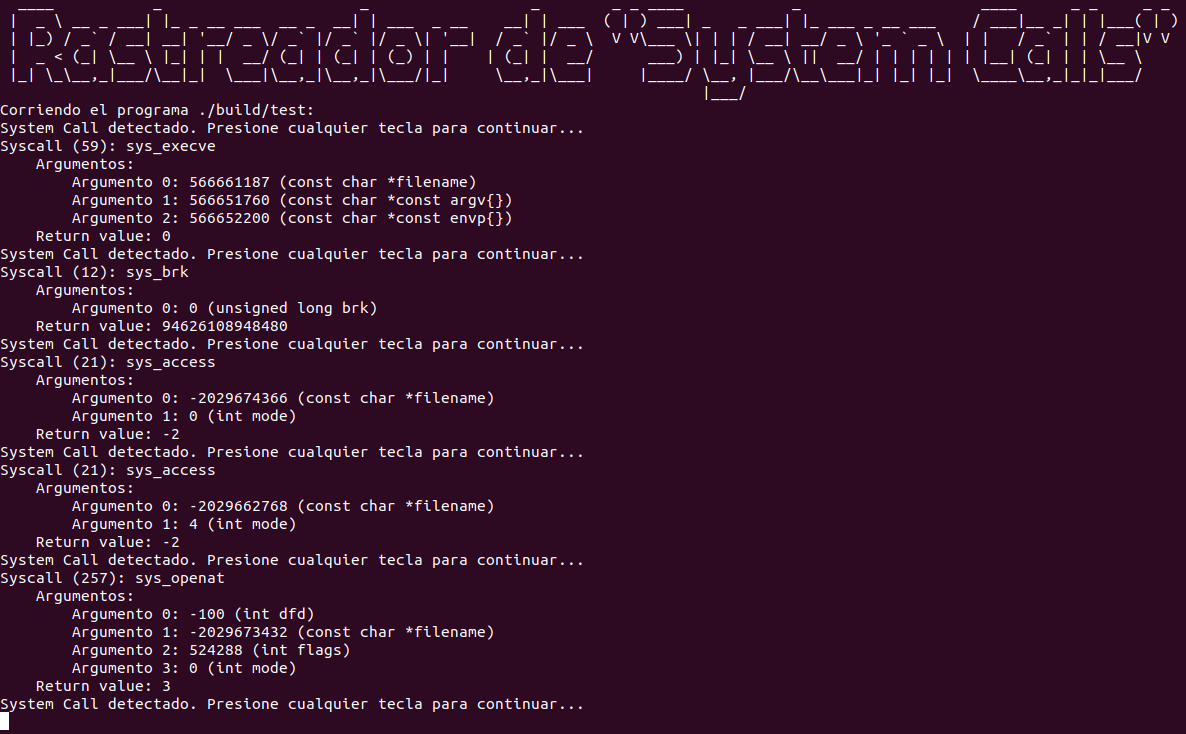 Rastreador de "System Calls"
Corriendo el programa ./build/test:
System Call detectado. Presione cualquier tecla para continuar...
Syscall (59): sys_execve
    Argumentos:
        Argumento 0: 566661187 (const char *filename)
        Argumento 1: 566651760 (const char *const argv{})
        Argumento 2: 566652200 (const char *const envp{})
    Return value: 0
System Call detectado. Presione cualquier tecla para continuar...
Syscall (12): sys_brk
    Argumentos:
        Argumento 0: 0 (unsigned long brk)
    Return value: 94626108948480
System Call detectado. Presione cualquier tecla para continuar...
Syscall (21): sys_access
    Argumentos:
        Argumento 0: -2029674366 (const char *filename)
        Argumento 1: 0 (int mode)
    Return value: -2
System Call detectado. Presione cualquier tecla para continuar...
Syscall (21): sys_access
    Argumentos:
        Argumento 0: -2029662768 (const char *filename)
        Argumento 1: 4 (int mode)
    Return value: -2
System Call detectado. Presione cualquier tecla para continuar...
Syscall (257): sys_openat
    Argumentos:
        Argumento 0: -100 (int dfd)
        Argumento 1: -2029673432 (const char *filename)
        Argumento 2: 524288 (int flags)
        Argumento 3: 0 (int mode)
    Return value: 3
System Call detectado. Presione cualquier tecla para continuar...